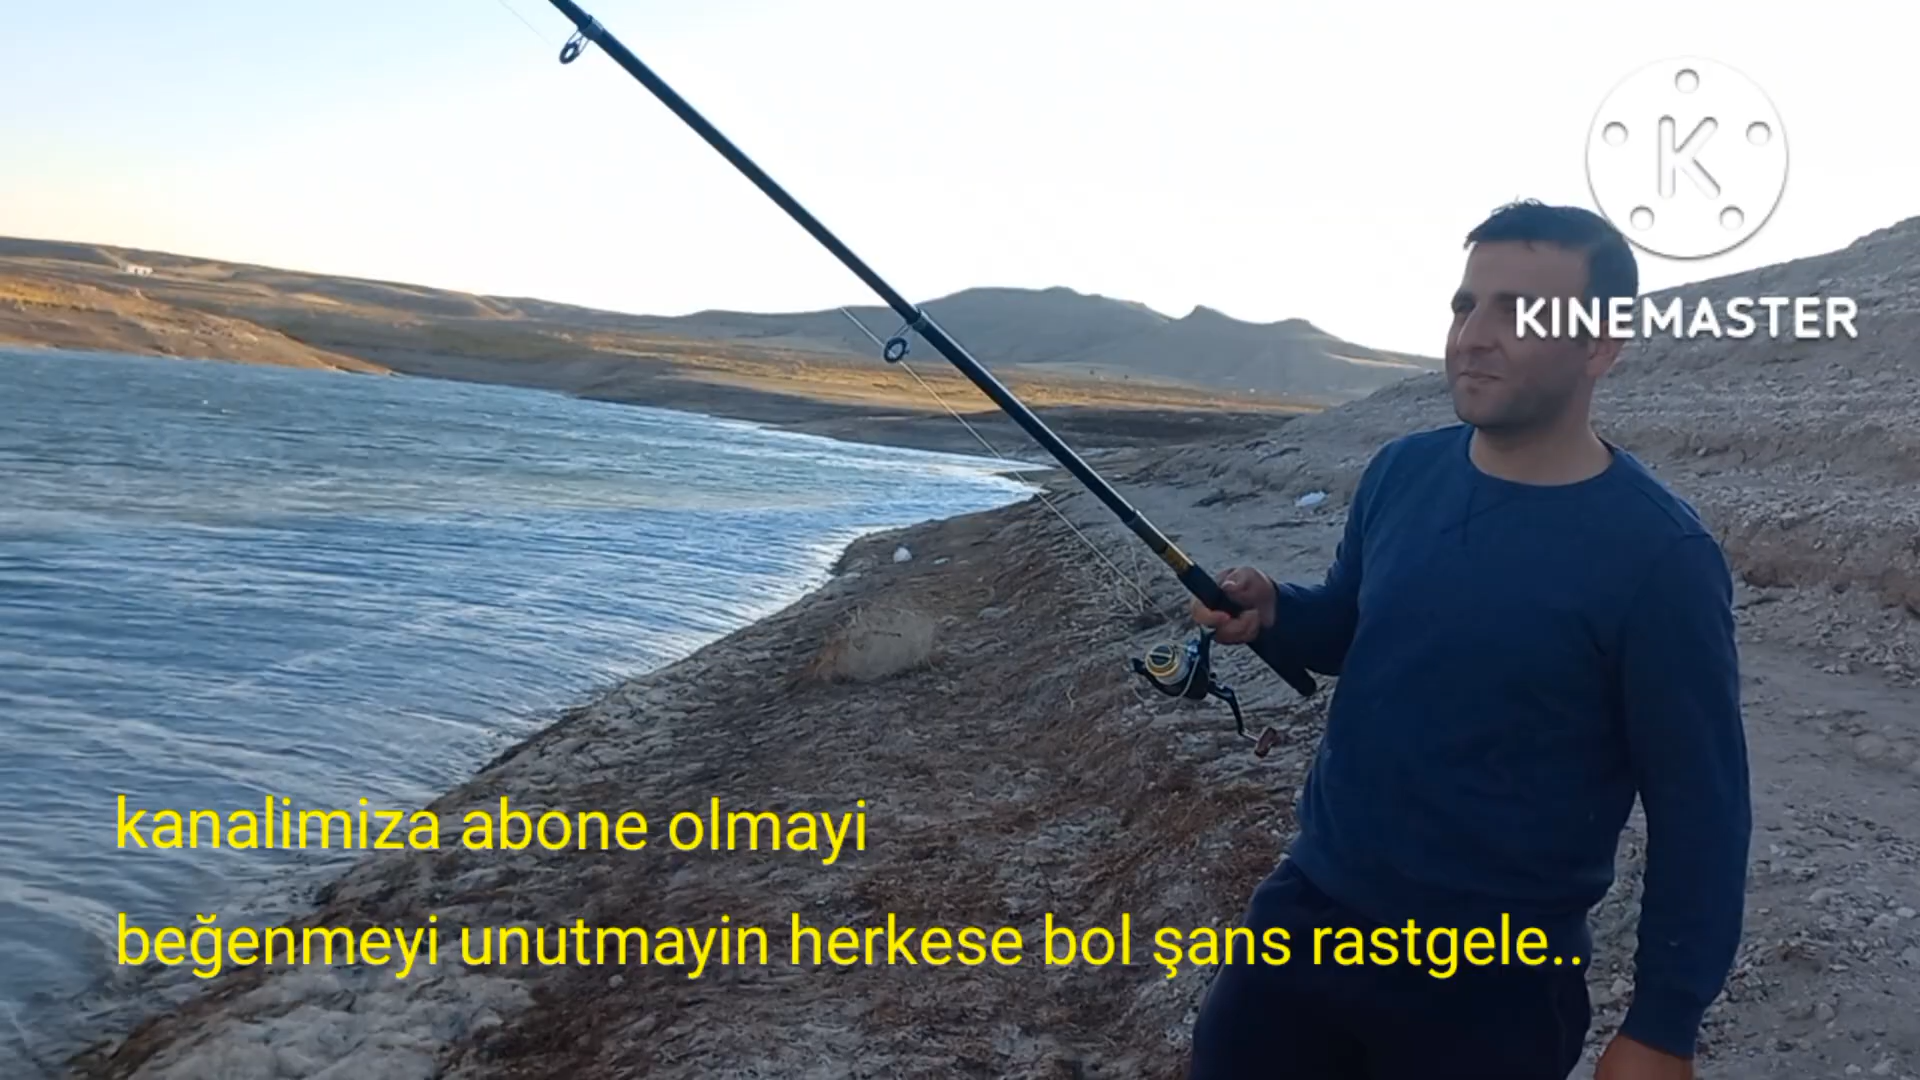 K
KINEMASTER
kanalimiza abone olmayi
beğenmeyi unutmayin herkese bol şans rastgele..